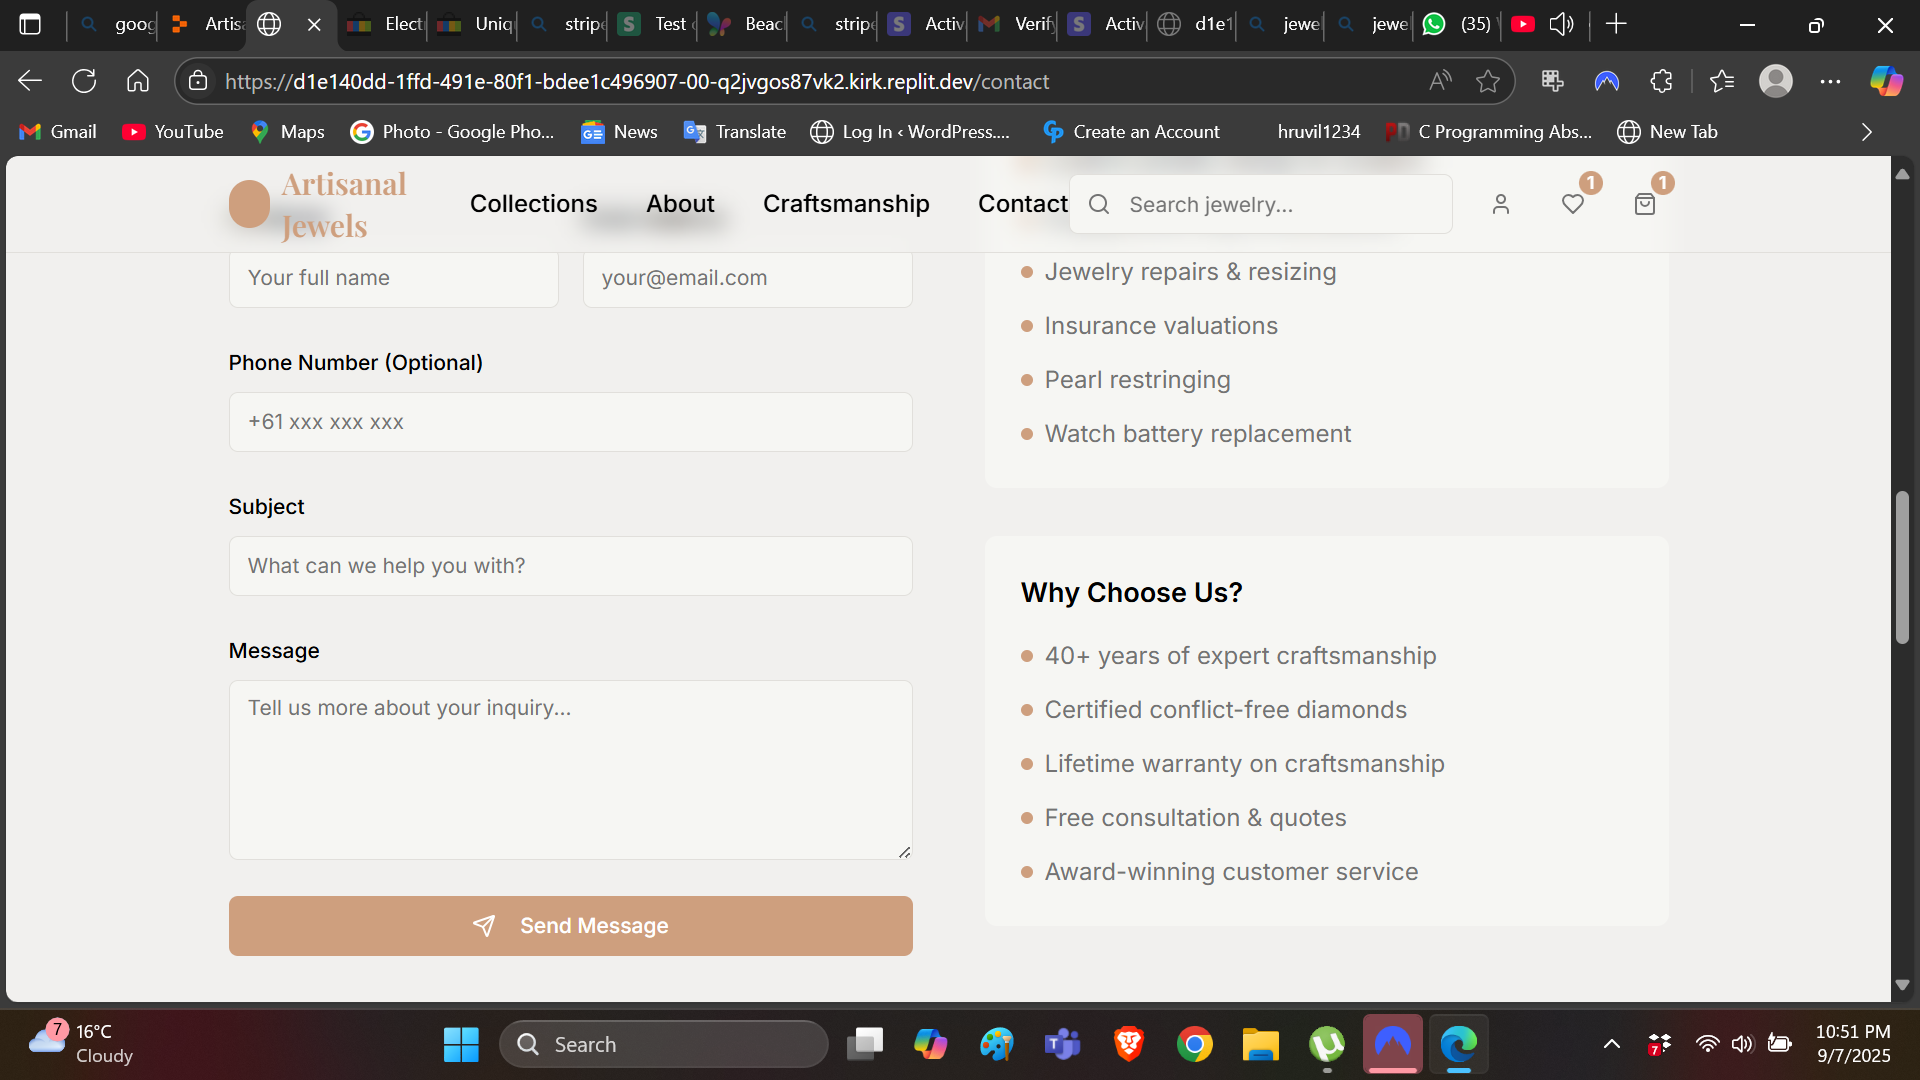 goog
Artis
Elect
Uniq
stripe
Test
Beac
stripe
Activ
Verify
Activ
d1e1
jewe
jewe
(35)
https://d1e140dd-1ffd-491e-80f1-bdee1c496907-00-q2jvgos87vk2.kirk.replit.dev/contact
Gmail
YouTube
Maps
Photo - Google Pho...
News
Translate
Log In ‹ WordPress....
Create an Account
hruvil1234
C Programming Abs...
New Tab
Artisanal
Jewels
Collections
About
Craftsmanship
Contact
Search jewelry...
1
1
Your full name
your@email.com
Phone Number (Optional)
+61 xxx xxx xxx
Subject
What can we help you with?
Message
Tell us more about your inquiry...
Send Message
Jewelry repairs & resizing
Insurance valuations
Pearl restringing
Watch battery replacement
Why Choose Us?
40+ years of expert craftsmanship
Certified conflict-free diamonds
Lifetime warranty on craftsmanship
Free consultation & quotes
Award-winning customer service
7
16°C
Cloudy
Search
7
10:51 PM
9/7/2025